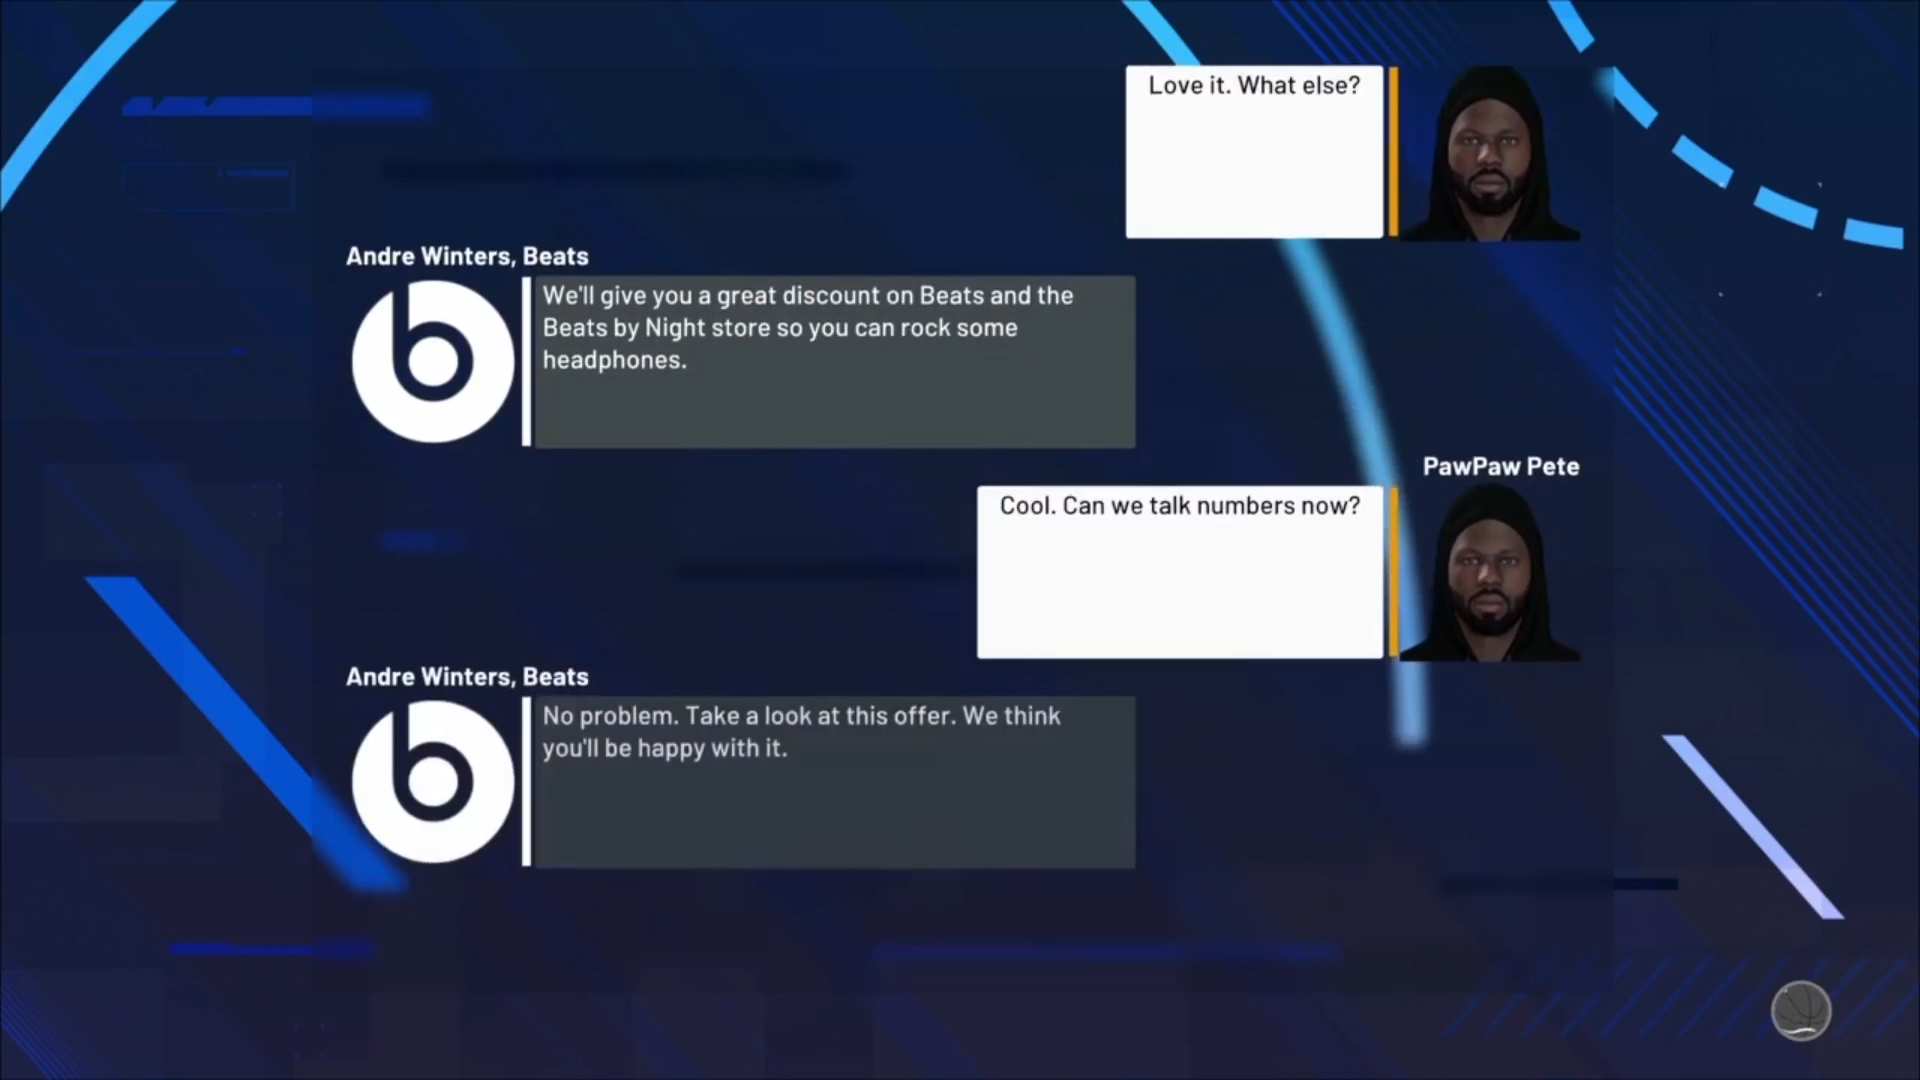 Love it. What else?
Andre Winters, Beats
We'll give you a great discount on Beats and the
Beats by Night store so you can rock some
headphones.
PawPaw Pete
Cool. Can we talk numbers now?
Andre Winters, Beats
No problem. Take a look at this offer. We think
you'll be happy with it.